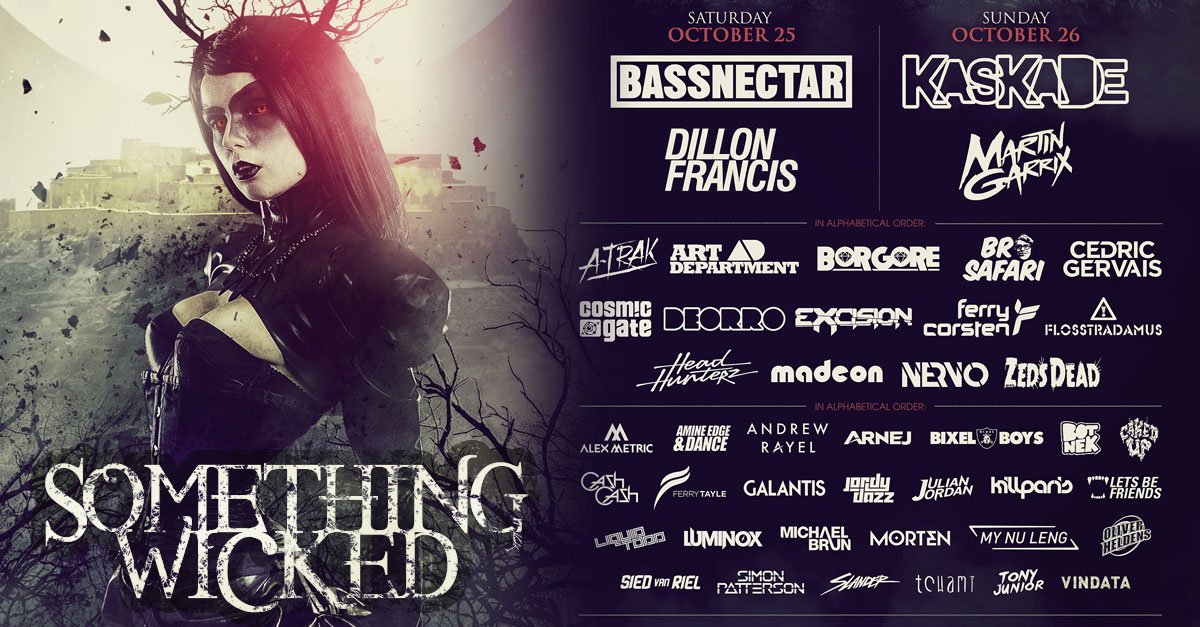 SOMETHING
WICKED
SATURDAY
OCTOBER 25
BASSNECTAR
DILLON
FRANCIS
SUNDAY
OCTOBER 26
KASKADE
MARTIN
GARRIX
IN ALPHABETICAL ORDER:
A-TRAK
ART AD
DEPARTMENT
BORGORE
BRO
SAFARI
CEDRIC
GERVAIS
COSMIC
GATE
DEORRO
EXCISION
ferry
corsten
FLOSSTRADAMUS
Head
Hunterz
madeon
NERVO
ZEDS DEAD
IN ALPHABETICAL ORDER:
ALEX METRIC
AMINE EDGE
& DANCE
ANDREW
RAYEL
ARNEJ
BIXEL BOYS
BOT
NEK
CAKED
UP
CASH
CASH
FERRY TAYLE
GALANTIS
JORDY
DAZZ
JULIAN
JORDAN
killparis
LETS BE
FRIENDS
LIQUID
TODD
LUMINOX
MICHAEL
BRUN
MORTEN
MY NU LENG
OLIVER
HELDENS
SIED VAN RIEL
SIMON
PATTERSON
SLANDER
tchami
TONY
JUNIOR
VINDATA